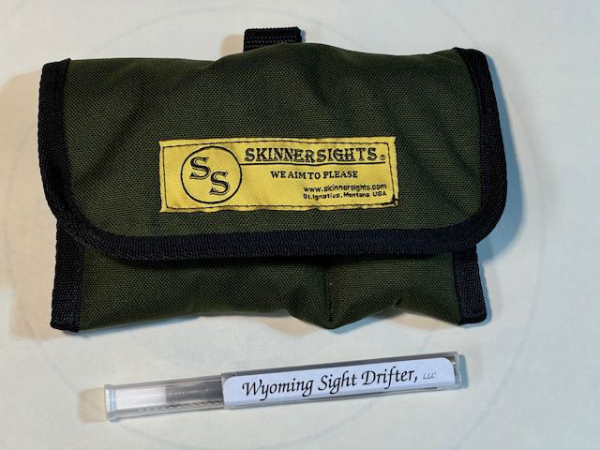 SS
SKINNERSIGHTS®
WE AIM TO PLEASE
www.skinnersights.com
St. Ignatius, Montana USA
Wyoming Sight Drifter, LLC